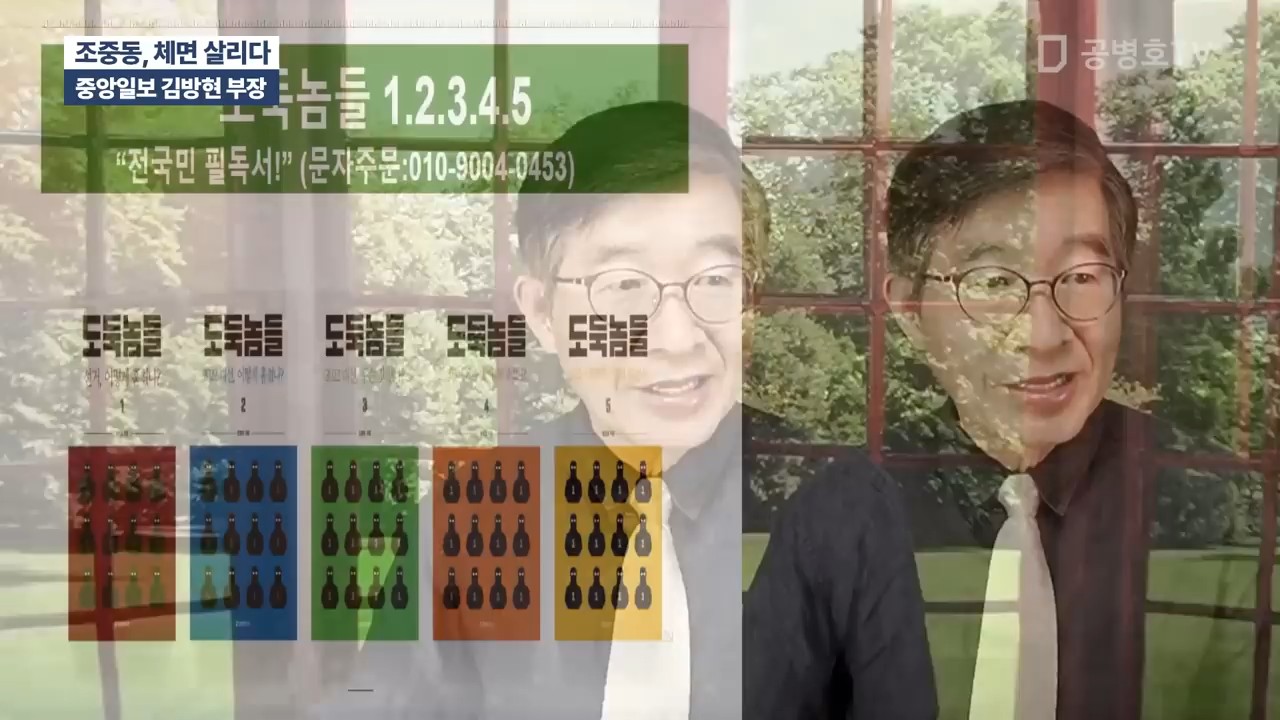 조중동, 체면 살리다
중앙일보 김방현 부장
공병호TV
도둑놈들 1.2.3.4.5
“전국민 필독서!” (문자주문:010-9004-0453)
도둑놈들 도둑놈들 도둑놈들 도둑놈들 도둑놈들
1 2 3 4 5